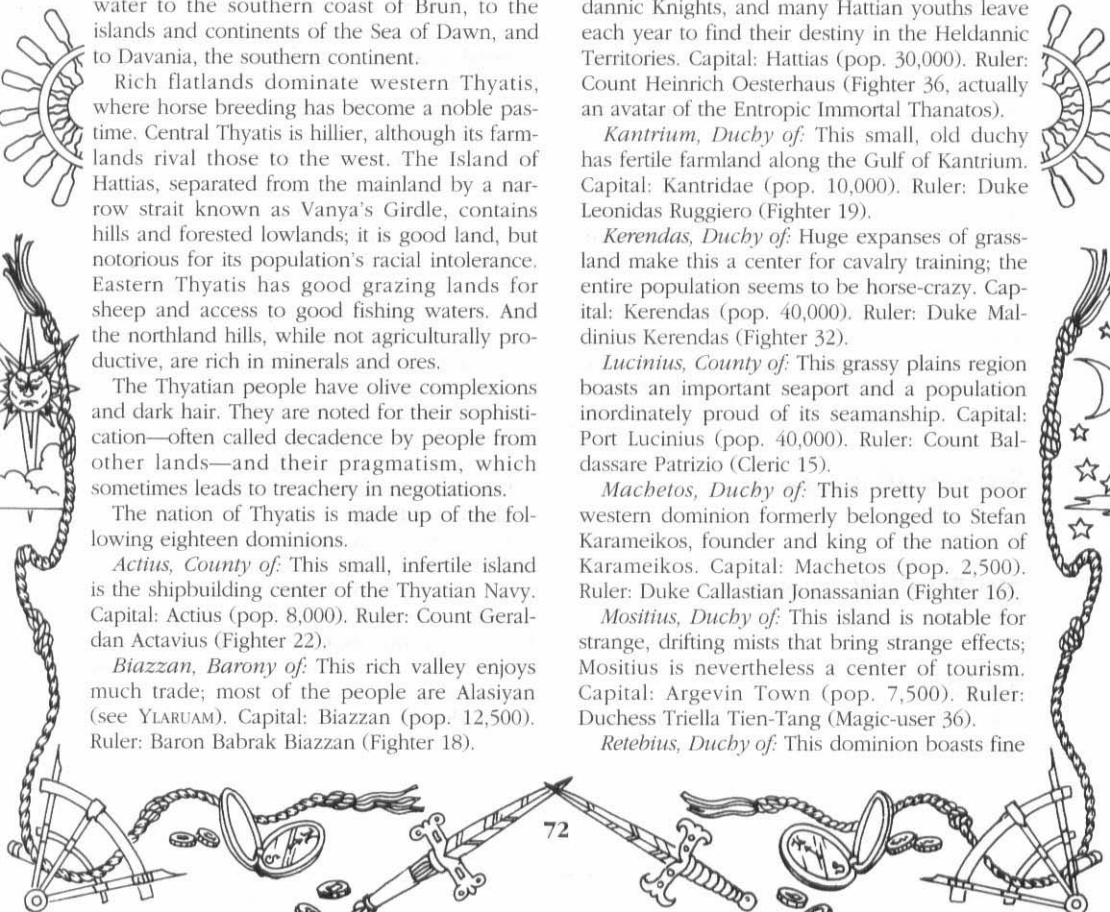 water to the southern coast of Brun, to the
islands and continents of the Sea of Dawn, and
to Davania, the southern continent.
Rich flatlands dominate western Thyatis,
where horse breeding has become a noble pas-
time. Central Thyatis is hillier, although its farm-
lands rival those to the west. The Island of
Hattias, separated from the mainland by a nar-
row strait known as Vanya's Girdle, contains
hills and forested lowlands; it is good land, but
notorious for its population's racial intolerance.
Eastern Thyatis has good grazing lands for
sheep and access to good fishing waters. And
the northland hills, while not agriculturally pro-
ductive, are rich in minerals and ores.
The Thyatian people have olive complexions
and dark hair. They are noted for their sophisti-
cation—often called decadence by people from
other lands—and their pragmatism, which
sometimes leads to treachery in negotiations.
The nation of Thyatis is made up of the fol-
lowing eighteen dominions.
Actius, County of: This small, infertile island
is the shipbuilding center of the Thyatian Navy.
Capital: Actius (pop. 8,000). Ruler: Count Geral-
dan Actavius (Fighter 22).
Biazzan, Barony of: This rich valley enjoys
much trade; most of the people are Alasiyan
(see YLARUAM). Capital: Biazzan (pop. 12,500).
Ruler: Baron Babrak Biazzan (Fighter 18).
dannic Knights, and many Hattian youths leave
each year to find their destiny in the Heldannic
Territories. Capital: Hattias (pop. 30,000). Ruler:
Count Heinrich Oesterhaus (Fighter 36, actually
an avatar of the Entropic Immortal Thanatos).
Kantrium, Duchy of: This small, old duchy
has fertile farmland along the Gulf of Kantrium.
Capital: Kantridae (pop. 10,000). Ruler: Duke
Leonidas Ruggiero (Fighter 19).
Kerendas, Duchy of: Huge expanses of grass-
land make this a center for cavalry training; the
entire population seems to be horse-crazy. Cap-
ital: Kerendas (pop. 40,000). Ruler: Duke Mal-
dinius Kerendas (Fighter 32).
Lucinius, County of: This grassy plains region
boasts an important seaport and a population
inordinately proud of its seamanship. Capital:
Port Lucinius (pop. 40,000). Ruler: Count Bal-
dassare Patrizio (Cleric 15).
Machetos, Duchy of: This pretty but poor
western dominion formerly belonged to Stefan
Karameikos, founder and king of the nation of
Karameikos. Capital: Machetos (pop. 2,500).
Ruler: Duke Callastian Jonassanian (Fighter 16).
Mositius, Duchy of: This island is notable for
strange, drifting mists that bring strange effects;
Mositius is nevertheless a center of tourism.
Capital: Argevin Town (pop. 7,500). Ruler:
Duchess Triella Tien-Tang (Magic-user 36).
Retebius, Duchy of: This dominion boasts fine
72